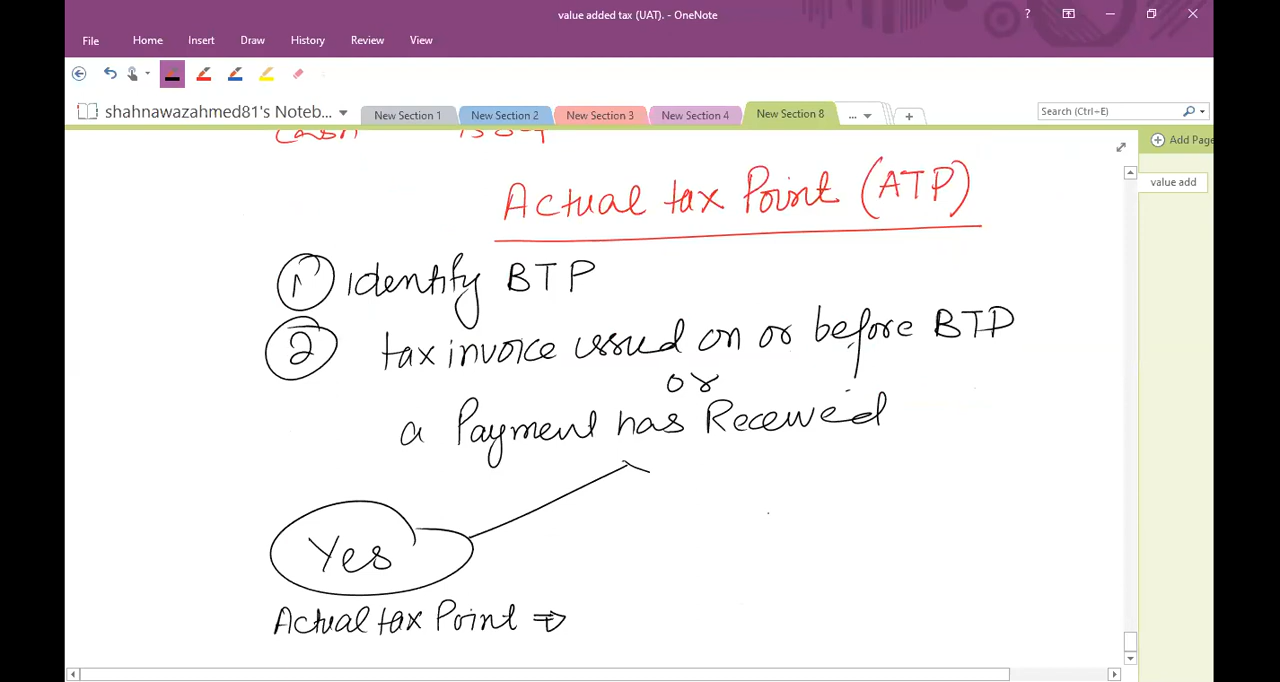 value added tax (UAT). - OneNote
?
File Home Insert Draw History Review View
shahnawazahmed81's Noteb... New Section 1 New Section 2 New Section 3 New Section 4 New Section 8 ... + Search (Ctrl+E)
Add Page
value add
Cash
Actual tax Point (ATP)
1 Identify BTP
2 tax invoice issued on or before BTP
or
a Payment has Received
Yes
Actual tax Point ⇒